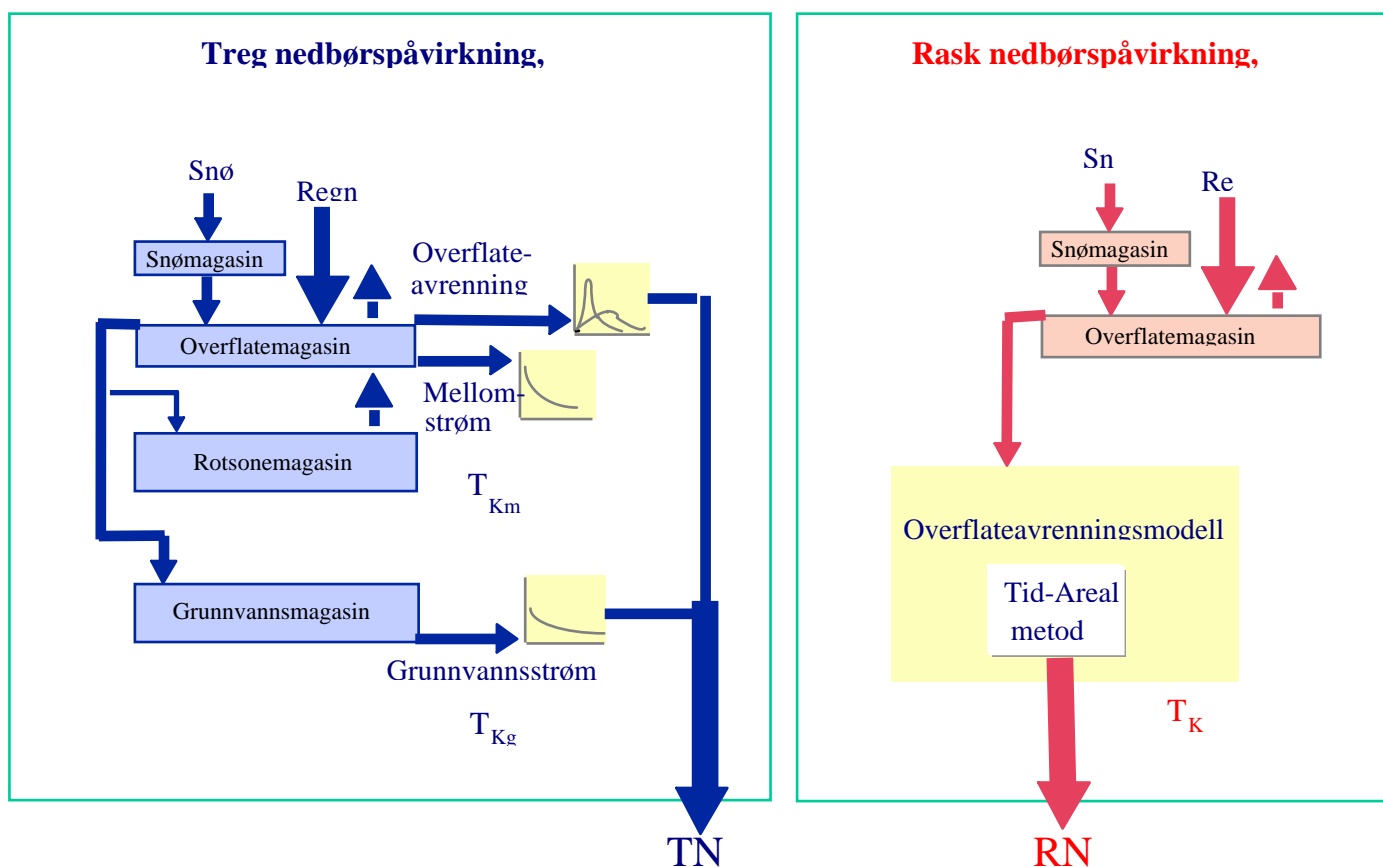 Treg nedbørspåvirkning,
Snø
Regn
Snømagasin
Overflate-
avrenning
Overflatemagasin
Mellom-
strøm
Rotsonemagasin
T Km
Grunnvannsmagasin
Grunnvannsstrøm
T Kg
TN
Rask nedbørspåvirkning,
Sn
Re
Snømagasin
Overflatemagasin
Overflateavrenningsmodell
Tid-Areal
metod
T K
RN